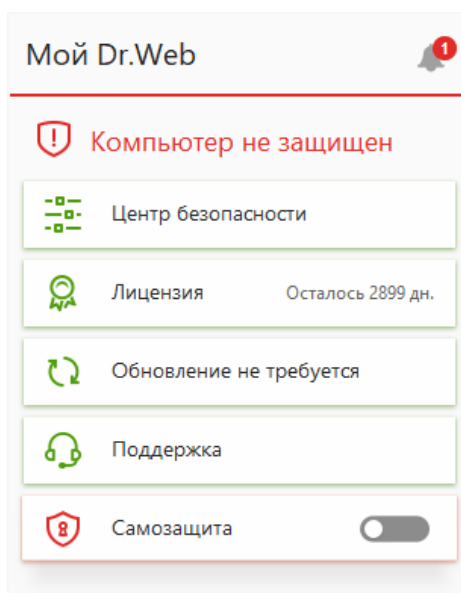 Мой Dr.Web
1
Компьютер не защищен
Центр безопасности
Лицензия Осталось 2899 дн.
Обновление не требуется
Поддержка
Самозащита